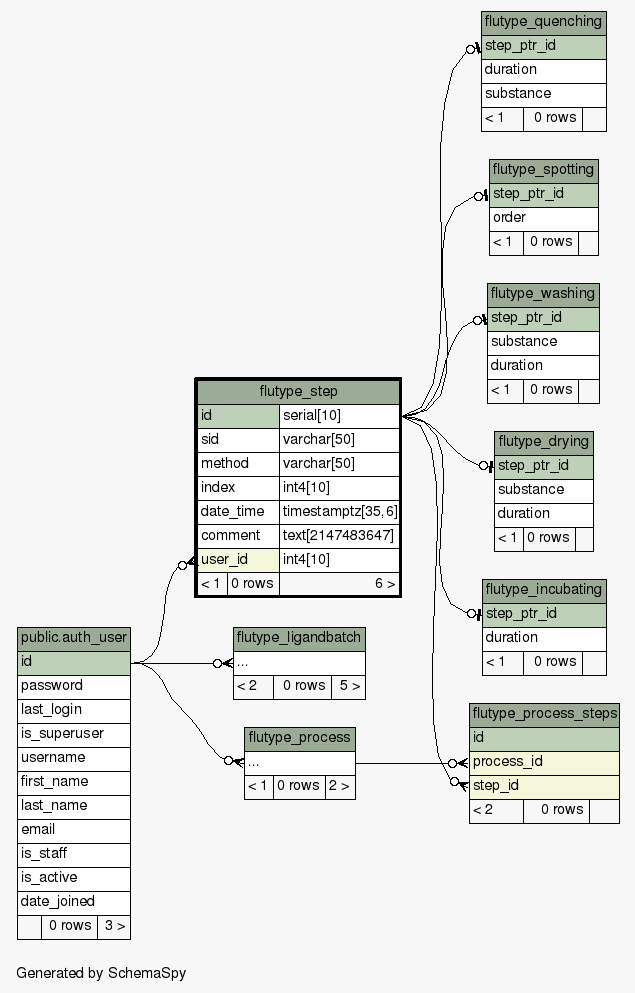 flutype_quenching
step_ptr_id
duration
substance
< 1 0 rows
flutype_spotting
step_ptr_id
order
< 1 0 rows
flutype_washing
step_ptr_id
substance
duration
< 1 0 rows
flutype_step
id serial[10]
sid varchar[50]
method varchar[50]
index int4[10]
date_time timestamptz[35,6]
comment text[2147483647]
user_id int4[10]
< 1 0 rows 6 >
flutype_drying
step_ptr_id
substance
duration
< 1 0 rows
flutype_incubating
step_ptr_id
duration
< 1 0 rows
public.auth_user
id
password
last_login
is_superuser
username
first_name
last_name
email
is_staff
is_active
date_joined
0 rows 3 >
flutype_ligandbatch
...
< 2 0 rows 5 >
flutype_process
...
< 1 0 rows 2 >
flutype_process_steps
id
process_id
step_id
< 2 0 rows
Generated by SchemaSpy